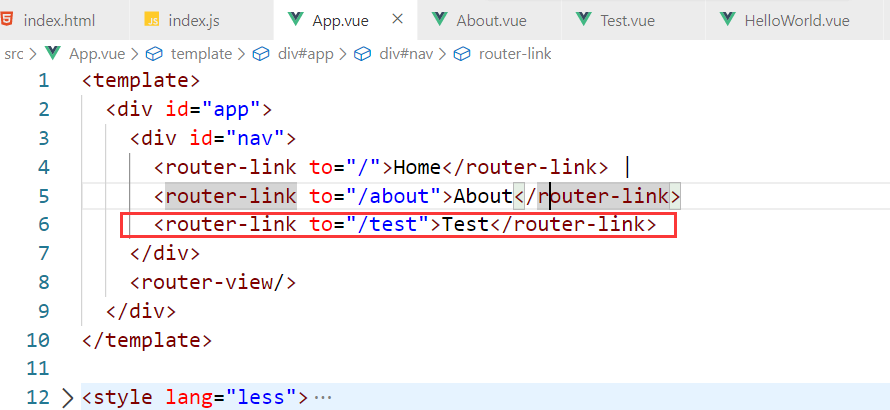 index.html index.js App.vue × About.vue Test.vue HelloWorld.vue
src > App.vue > template > div#app > div#nav > router-link
1 <template>
2 <div id="app">
3 <div id="nav">
4 <router-link to="/">Home</router-link> |
5 <router-link to="/about">About</router-link>
6 <router-link to="/test">Test</router-link>
7 </div>
8 <router-view/>
9 </div>
10 </template>
11
12 > <style lang="less">···